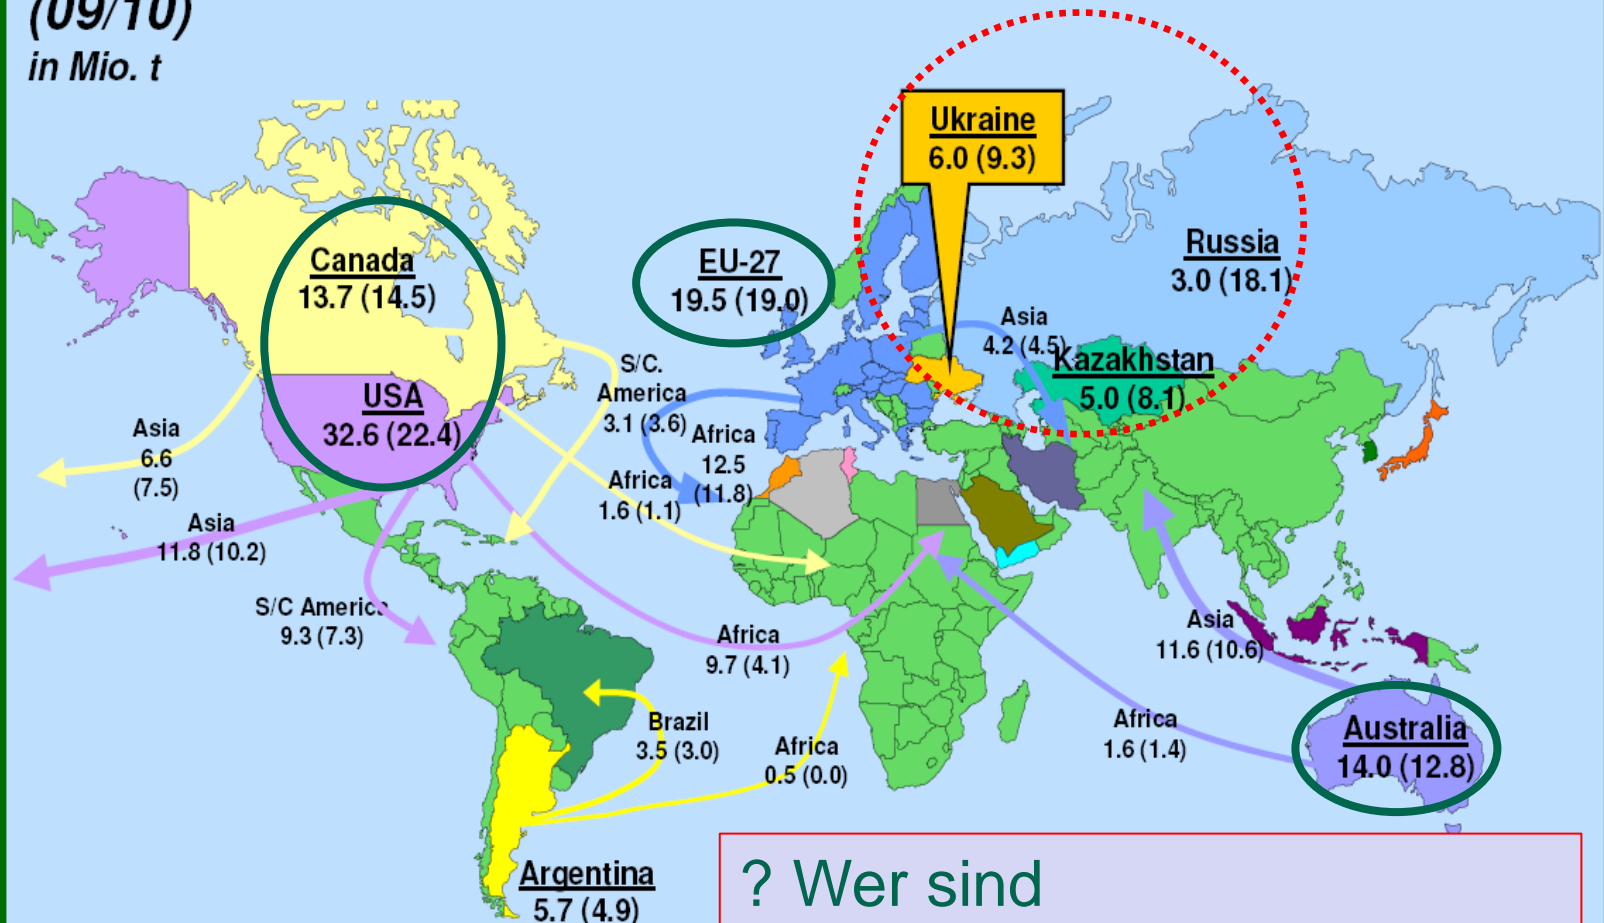 (09/10)
in Mio. t
Ukraine
6.0 (9.3)
Canada
13.7 (14.5)
EU-27
19.5 (19.0)
Russia
3.0 (18.1)
Asia
4.2 (4.5)
Kazakhstan
5.0 (8.1)
S/C.
America
3.1 (3.6)
USA
32.6 (22.4)
Asia
6.6
(7.5)
Africa
12.5
(11.8)
Africa
1.6 (1.1)
Asia
11.8 (10.2)
S/C America
9.3 (7.3)
Africa
9.7 (4.1)
Asia
11.6 (10.6)
Brazil
3.5 (3.0)
Africa
0.5 (0.0)
Africa
1.6 (1.4)
Australia
14.0 (12.8)
Argentina
5.7 (4.9)
? Wer sind